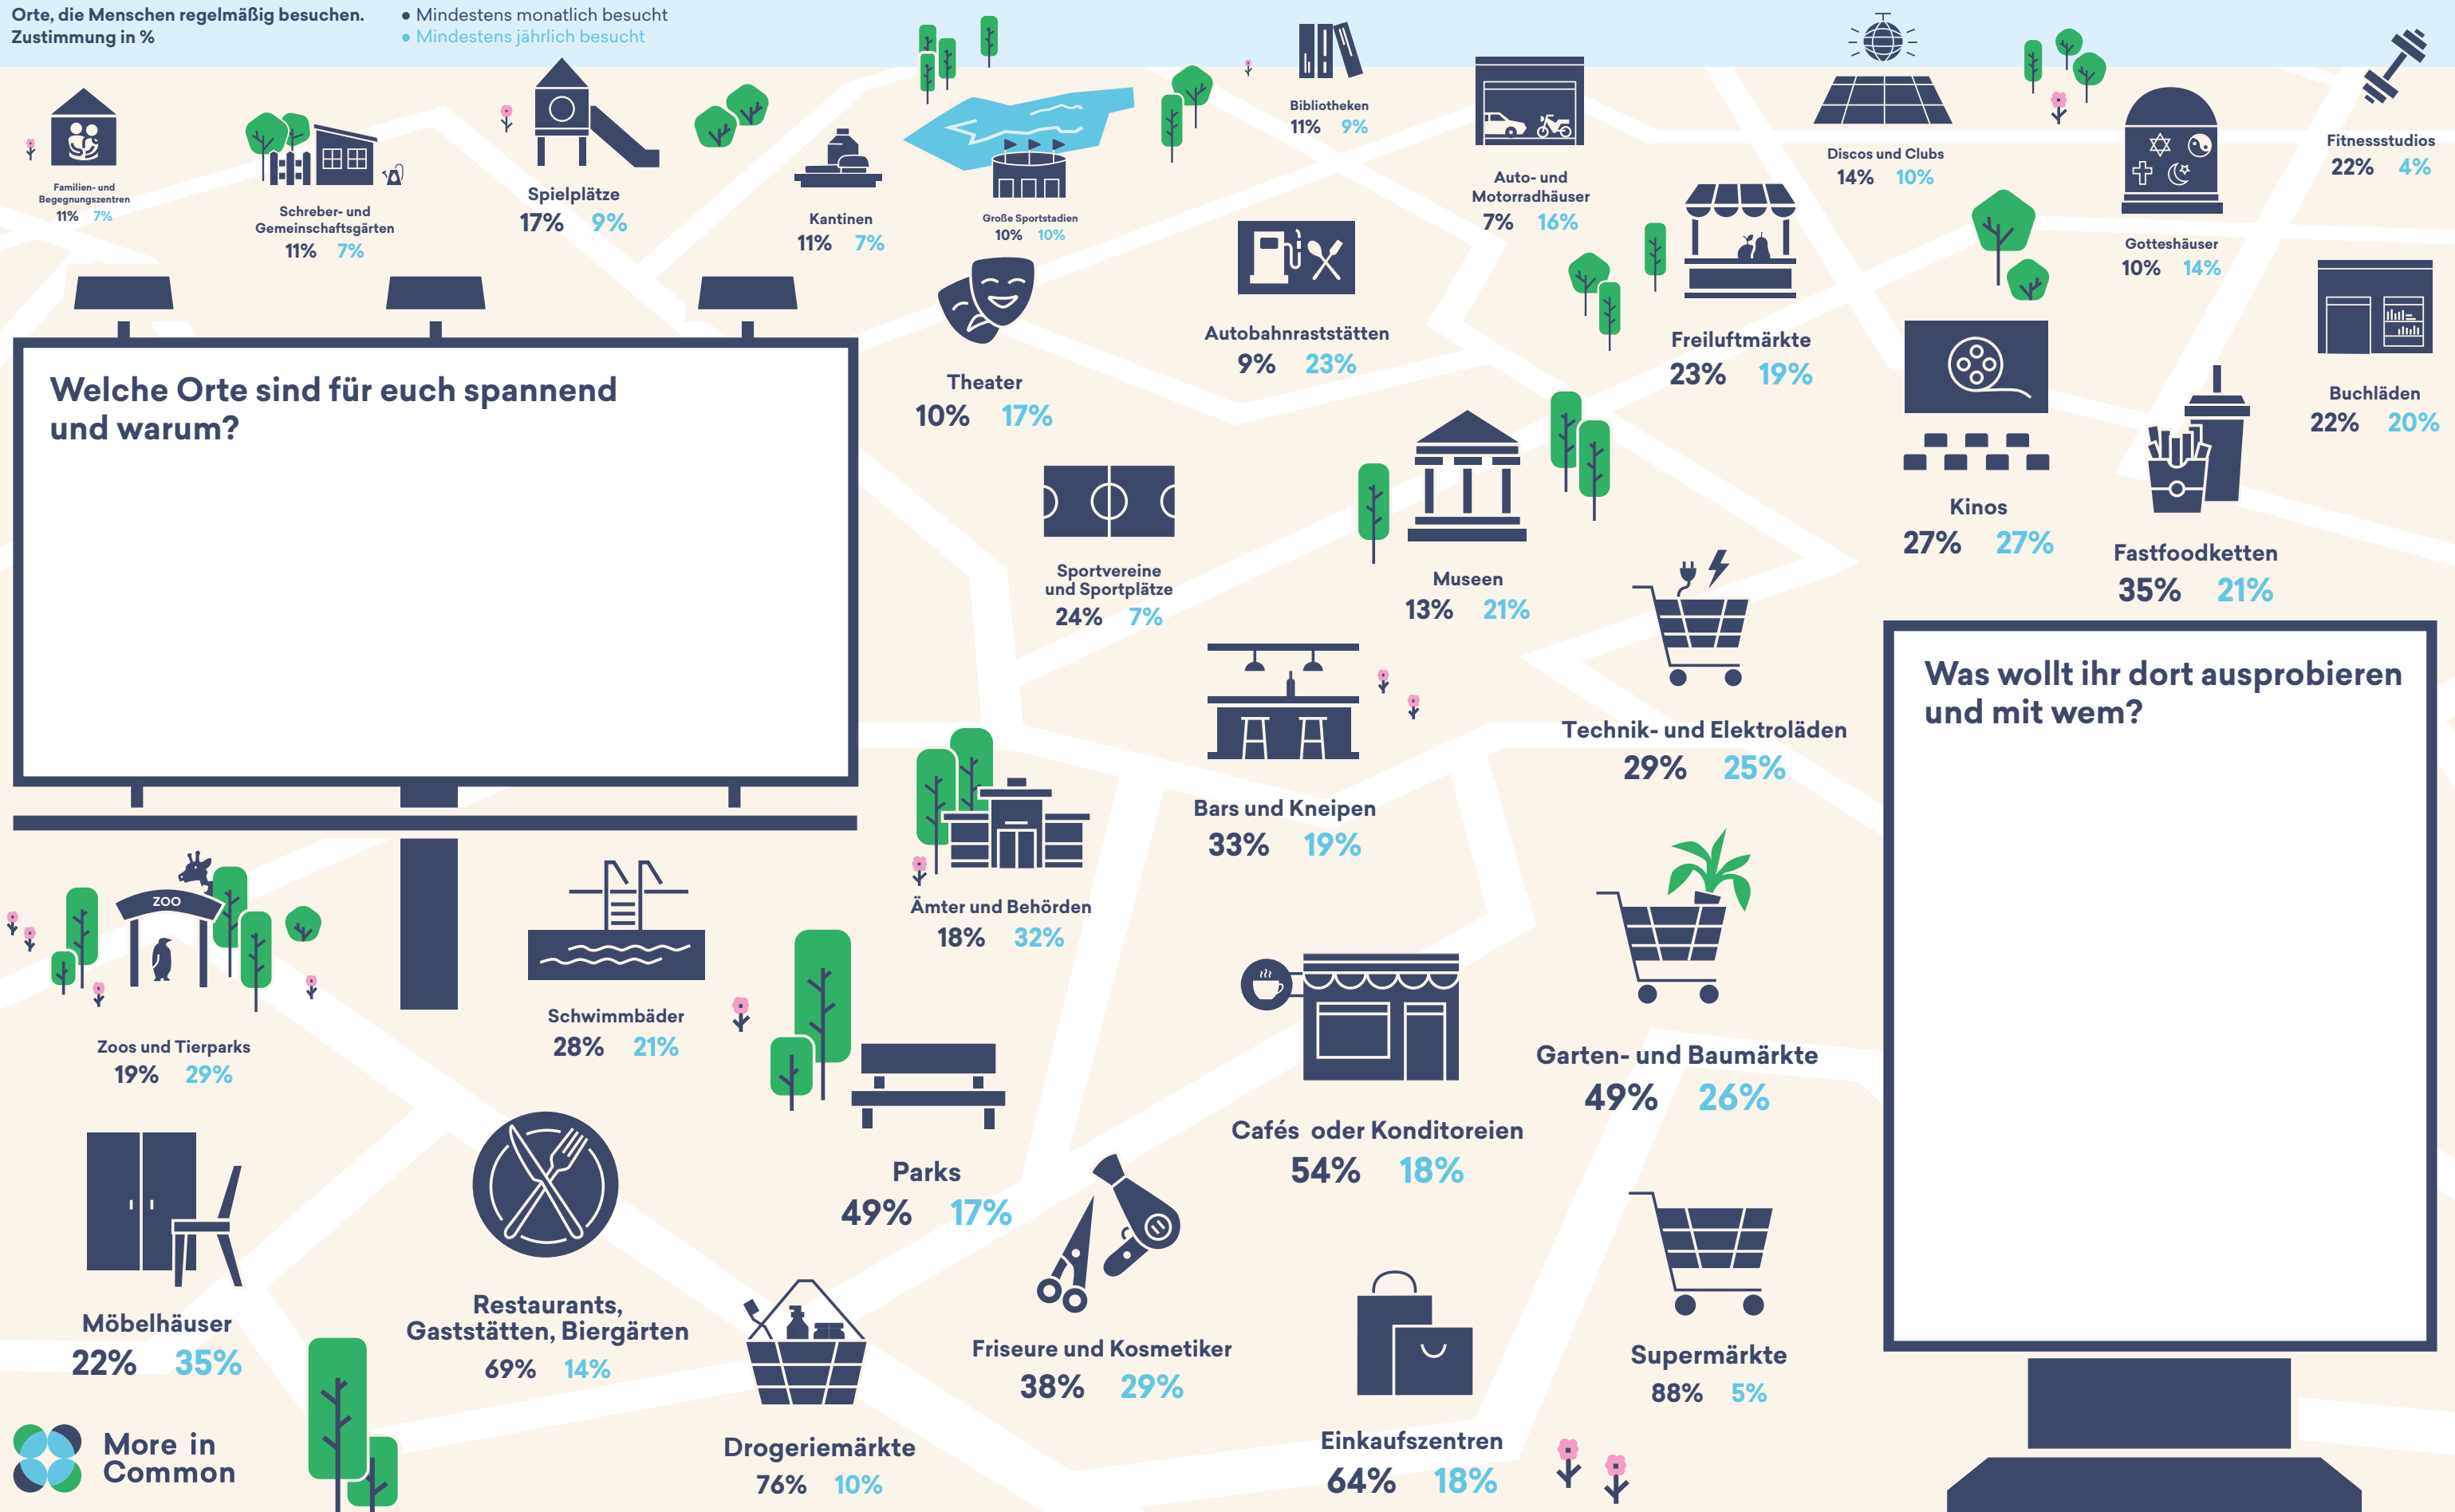 Orte, die Menschen regelmäßig besuchen.
Zustimmung in %
• Mindestens monatlich besucht
• Mindestens jährlich besucht
Familien- und
Begegnungszentren
11% 7%
Schreber- und
Gemeinschaftsgärten
11% 7%
Spielplätze
17% 9%
Kantinen
11% 7%
Große Sportstadien
10% 10%
Bibliotheken
11% 9%
Auto- und
Motorradhäuser
7% 16%
Discos und Clubs
14% 10%
Gotteshäuser
10% 14%
Fitnessstudios
22% 4%
Theater
10% 17%
Autobahnraststätten
9% 23%
Freiluftmärkte
23% 19%
Buchläden
22% 20%
Welche Orte sind für euch spannend
und warum?
Sportvereine
und Sportplätze
24% 7%
Museen
13% 21%
Kinos
27% 27%
Fastfoodketten
35% 21%
Was wollt ihr dort ausprobieren
und mit wem?
Technik- und Elektroläden
29% 25%
Bars und Kneipen
33% 19%
Ämter und Behörden
18% 32%
ZOO
Zoos und Tierparks
19% 29%
Schwimmbäder
28% 21%
Garten- und Baumärkte
49% 26%
Cafés oder Konditoreien
54% 18%
Parks
49% 17%
Möbelhäuser
22% 35%
Restaurants,
Gaststätten, Biergärten
69% 14%
Friseure und Kosmetiker
38% 29%
Supermärkte
88% 5%
Drogeriemärkte
76% 10%
Einkaufszentren
64% 18%
More in
Common